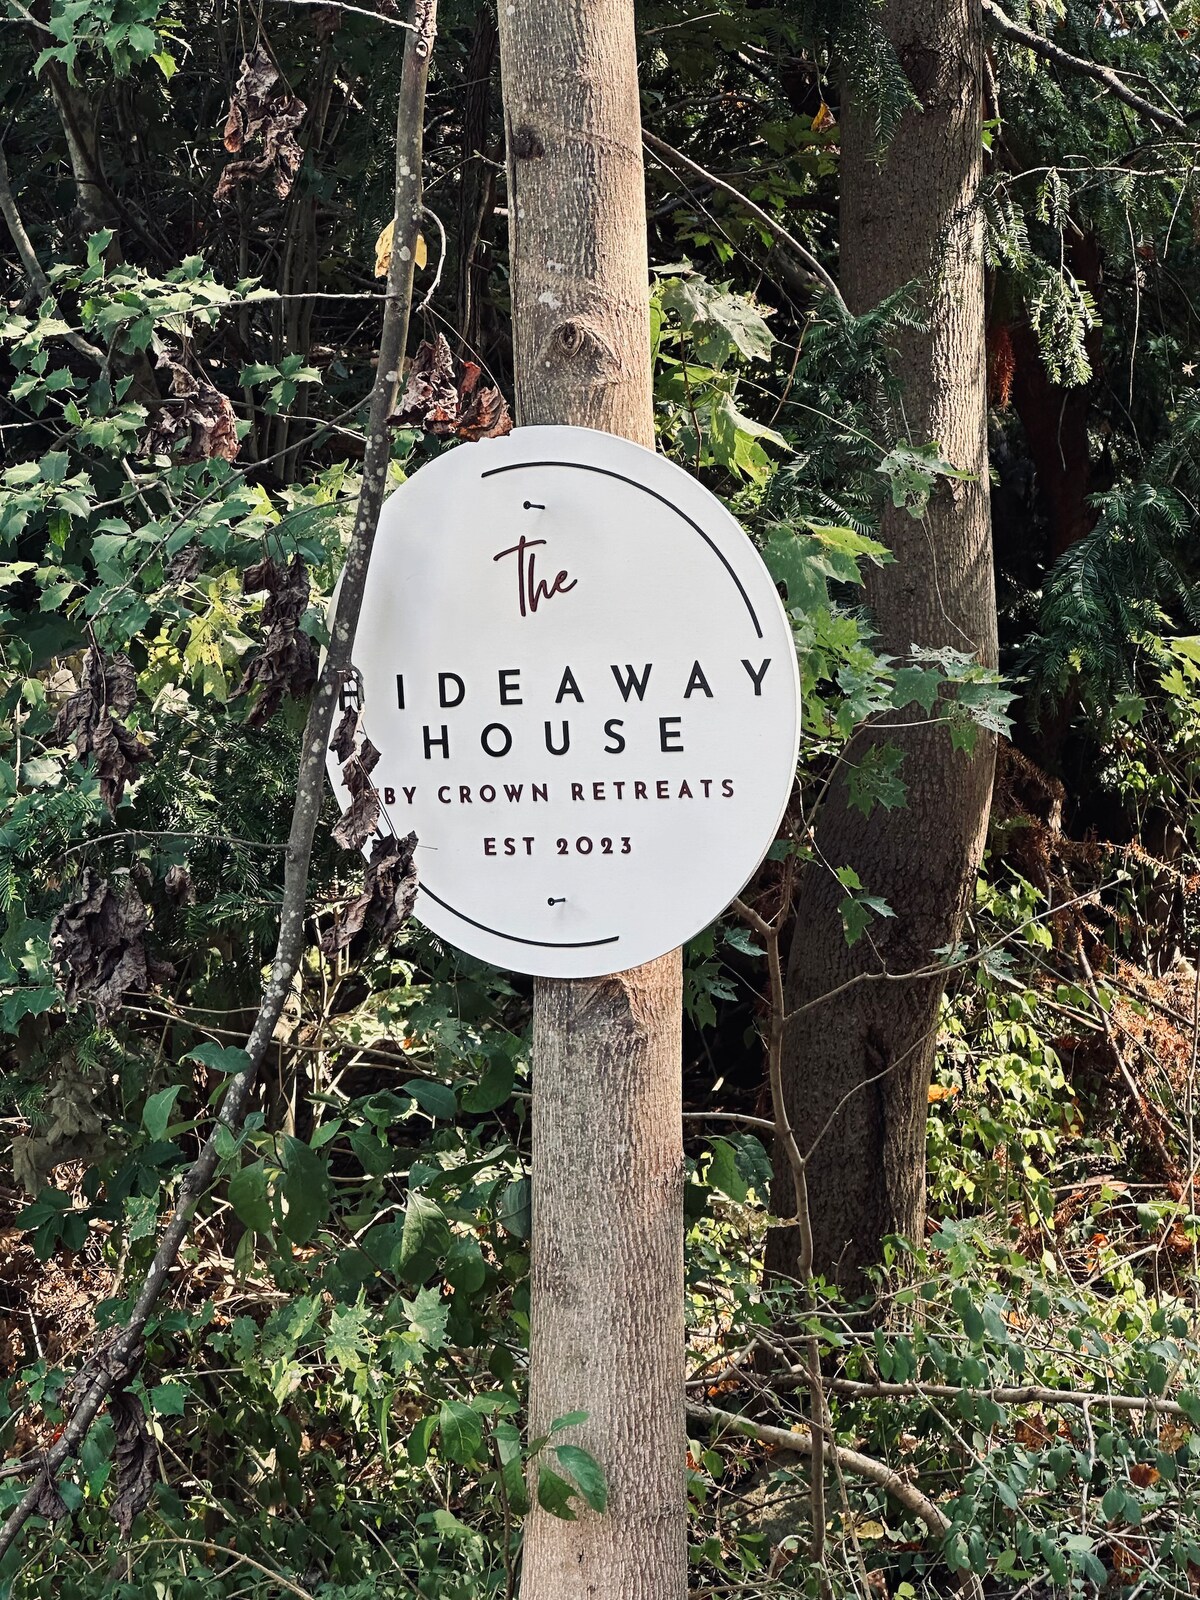 The
HIDEAWAY
HOUSE
BY CROWN RETREATS
EST 2023